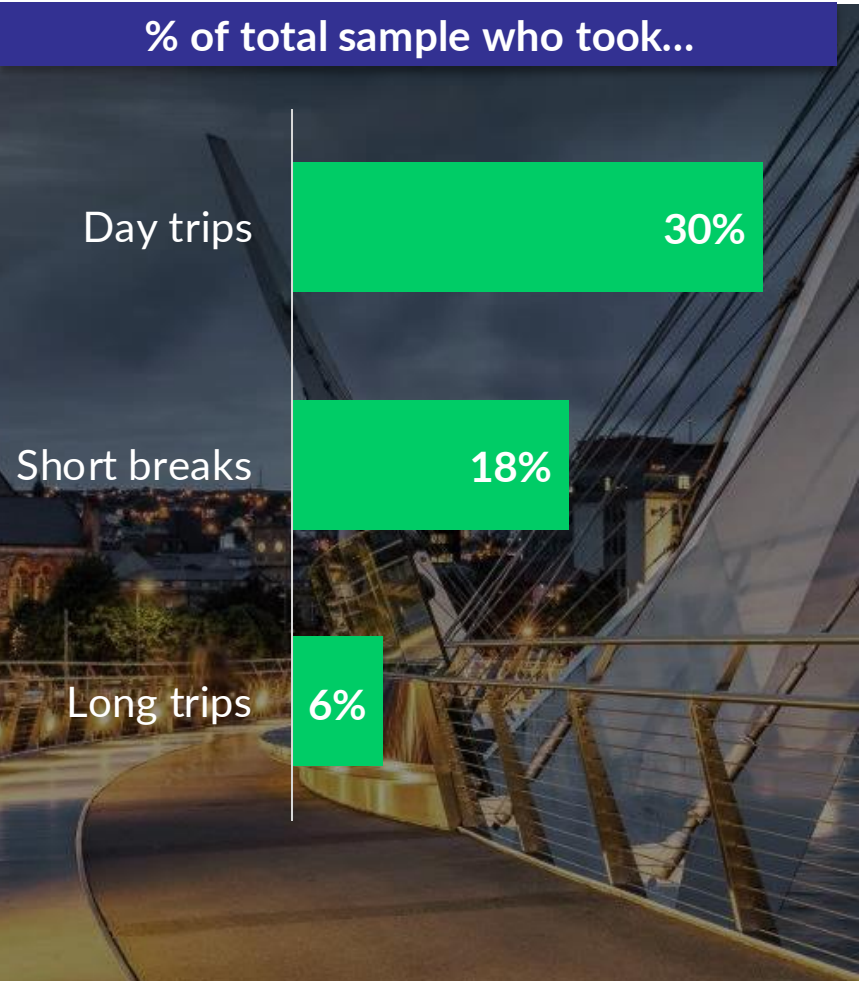 % of total sample who took...
Day trips
30%
Short breaks
18%
Long trips
6%